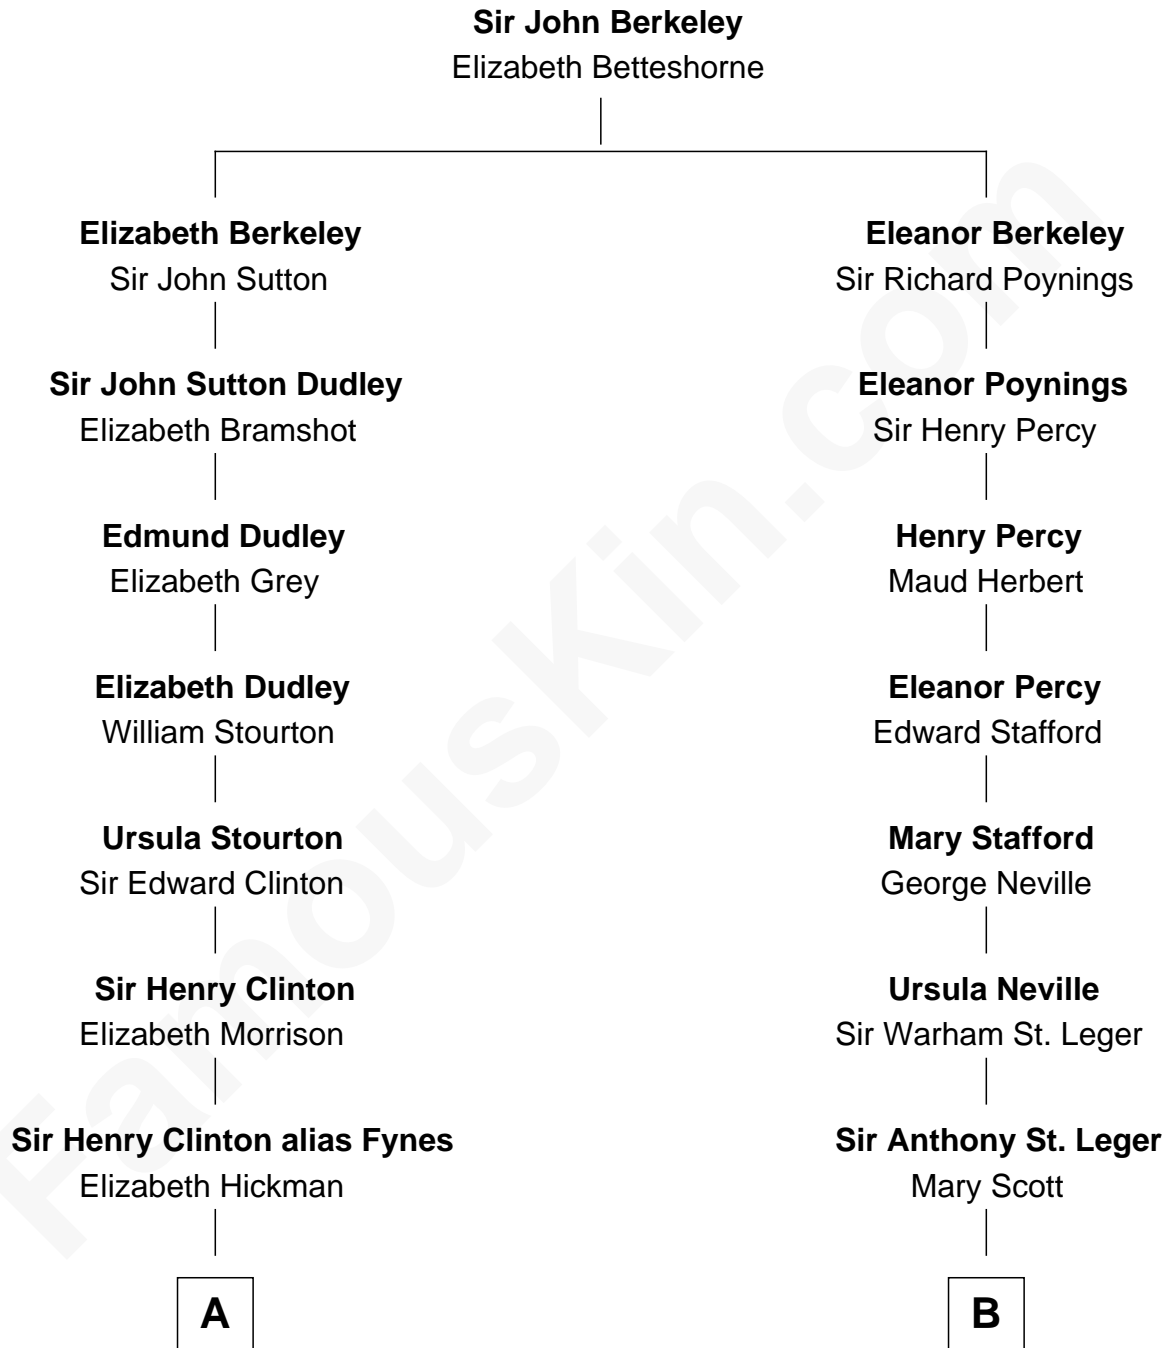 Sir John Berkeley
Elizabeth Betteshorne
Elizabeth Berkeley
Sir John Sutton
Eleanor Berkeley
Sir Richard Poynings
Sir John Sutton Dudley
Elizabeth Bramshot
Eleanor Poynings
Sir Henry Percy
Edmund Dudley
Elizabeth Grey
Henry Percy
Maud Herbert
Elizabeth Dudley
William Stourton
Eleanor Percy
Edward Stafford
Ursula Stourton
Sir Edward Clinton
Mary Stafford
George Neville
Sir Henry Clinton
Elizabeth Morrison
Ursula Neville
Sir Warham St. Leger
Sir Henry Clinton alias Fynes
Elizabeth Hickman
Sir Anthony St. Leger
Mary Scott
A
B
FamousKin.com